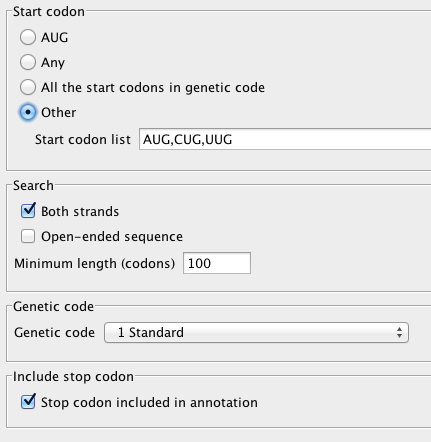 Start codon
AUG
Any
All the start codons in genetic code
Other
Start codon list AUG,CUG,UUG
Search
Both strands
Open-ended sequence
Minimum length (codons) 100
Genetic code
Genetic code 1 Standard
Include stop codon
Stop codon included in annotation